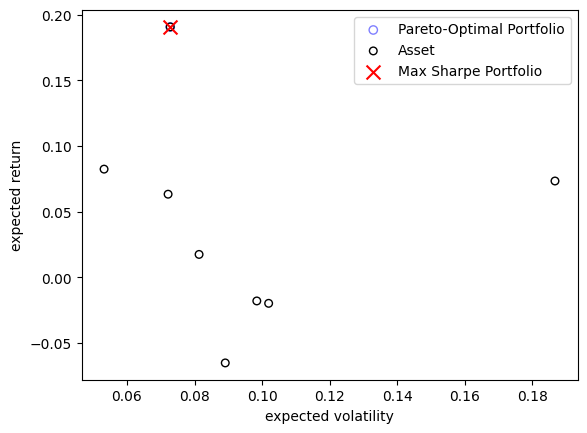 0.20
0.15
0.10
0.05
0.00
−0.05
expected return
Pareto-Optimal Portfolio
Asset
Max Sharpe Portfolio
0.06 0.08 0.10 0.12 0.14 0.16 0.18
expected volatility